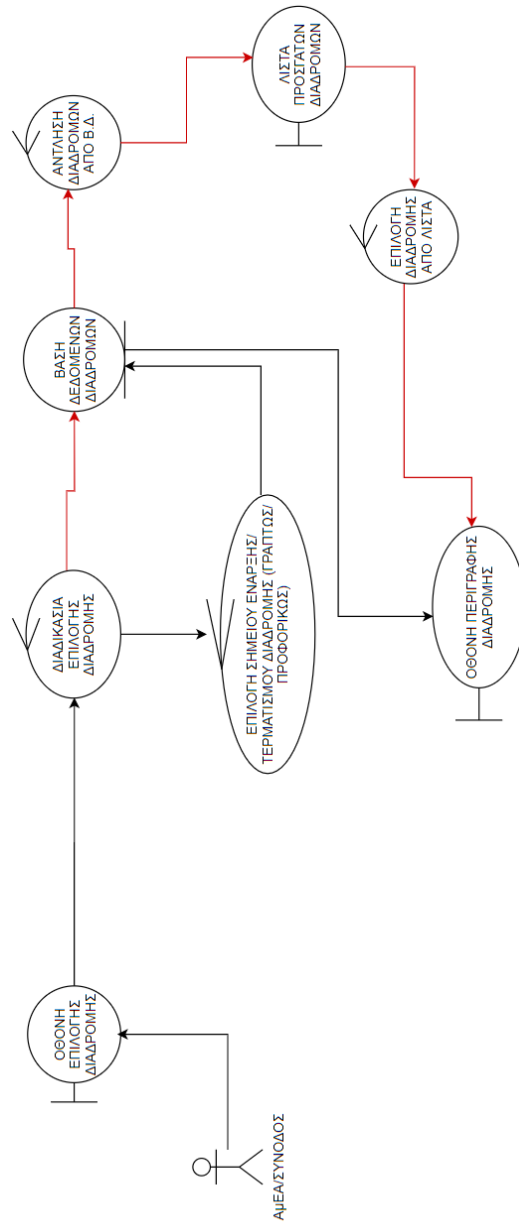 ΑμΕΑ/ΣΥΝΟΔΟΣ
ΟΘΟΝΗ
ΕΠΙΛΟΓΗΣ
ΔΙΑΔΡΟΜΗΣ
ΔΙΑΔΙΚΑΣΙΑ
ΕΠΙΛΟΓΗΣ
ΔΙΑΔΡΟΜΗΣ
ΕΠΙΛΟΓΗ ΣΗΜΕΙΟΥ ΕΝΑΡΞΗΣ/
ΤΕΡΜΑΤΙΣΜΟΥ ΔΙΑΔΡΟΜΗΣ (ΓΡΑΠΤΩΣ/
ΠΡΟΦΟΡΙΚΩΣ)
ΒΑΣΗ
ΔΕΔΟΜΕΝΩΝ
ΔΙΑΔΡΟΜΩΝ
ΑΝΤΛΗΣΗ
ΔΙΑΔΡΟΜΩΝ
ΑΠΟ Β.Δ.
ΛΙΣΤΑ
ΠΡΟΣΓΑΤΩΝ
ΔΙΑΔΡΟΜΩΝ
ΕΠΙΛΟΓΗ
ΔΙΑΔΡΟΜΗΣ
ΑΠΟ ΛΙΣΤΑ
ΟΘΟΝΗ ΠΕΡΙΓΡΑΦΗΣ
ΔΙΑΔΡΟΜΗΣ